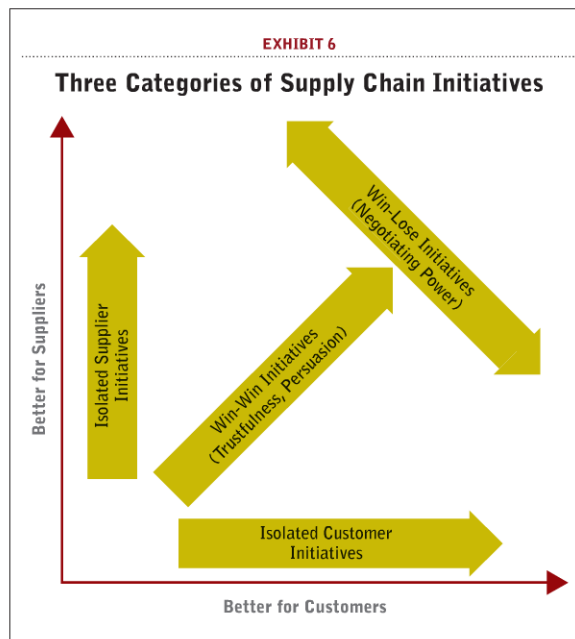 EXHIBIT 6
Three Categories of Supply Chain Initiatives
Better for Suppliers
Isolated Supplier
Initiatives
Win-Win Initiatives
(Trustfulness, Persuasion)
Win-Lose Initiatives
(Negotiating Power)
Isolated Customer
Initiatives
Better for Customers